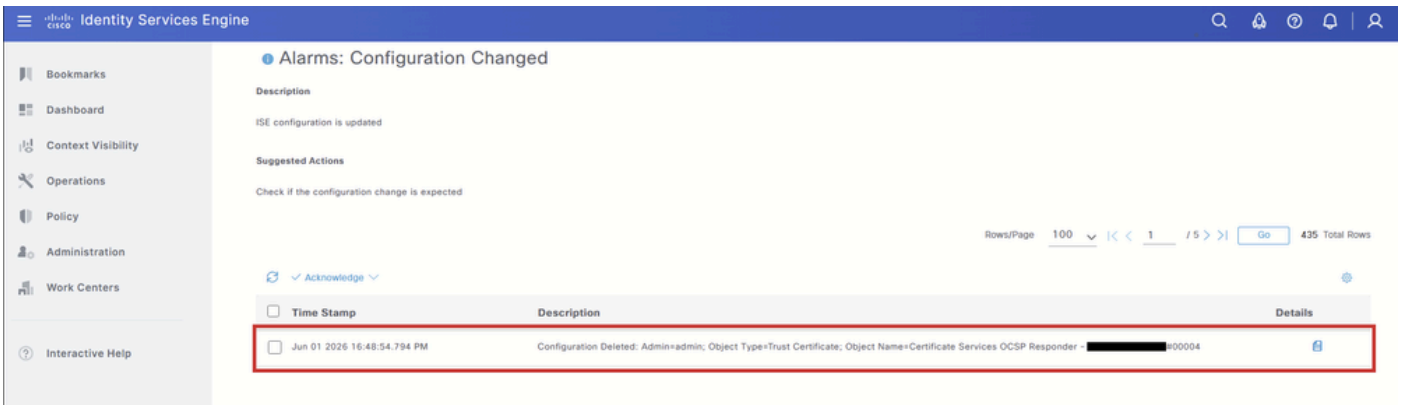 cisco Identity Services Engine
Bookmarks
Dashboard
Context Visibility
Operations
Policy
Administration
Work Centers
Interactive Help
Alarms: Configuration Changed
Description
ISE configuration is updated
Suggested Actions
Check if the configuration change is expected
Rows/Page 100 |< < 1 / 5 > >| Go 435 Total Rows
Acknowledge
Time Stamp Description Details
Jun 01 2026 16:48:54.794 PM Configuration Deleted: Admin=admin; Object Type=Trust Certificate; Object Name=Certificate Services OCSP Responder - #00004